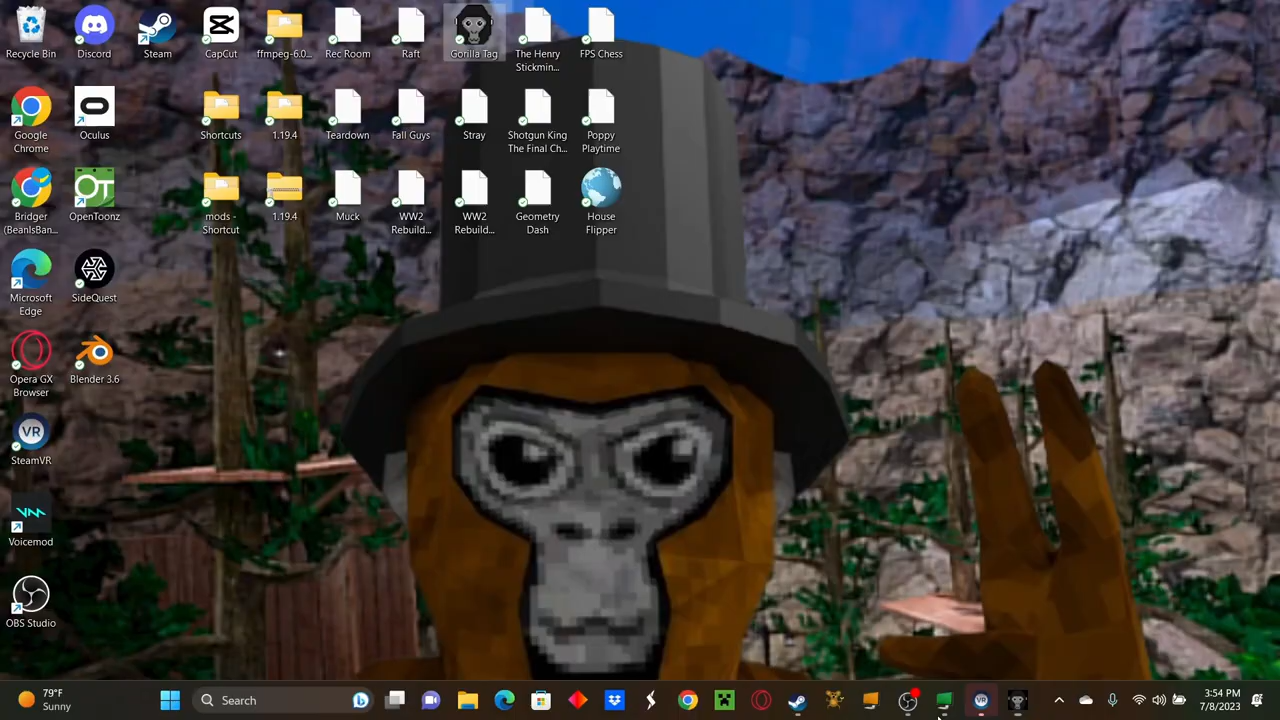 Recycle Bin
Discord
Steam
CapCut
ffmpeg-6.0...
Rec Room
Raft
Gorilla Tag
The Henry
Stickmin...
FPS Chess
Google
Chrome
Oculus
Shortcuts
1.19.4
Teardown
Fall Guys
Stray
Shotgun King
The Final Ch...
Poppy
Playtime
Bridger
(BeanIsBan...
OT
OpenToonz
mods -
Shortcut
1.19.4
Muck
WW2
Rebuild...
WW2
Rebuild...
Geometry
Dash
House
Flipper
Microsoft
Edge
SideQuest
Opera GX
Browser
Blender 3.6
VR
SteamVR
Voicemod
OBS Studio
79°F
Sunny
Search
VR
3:54 PM
7/8/2023